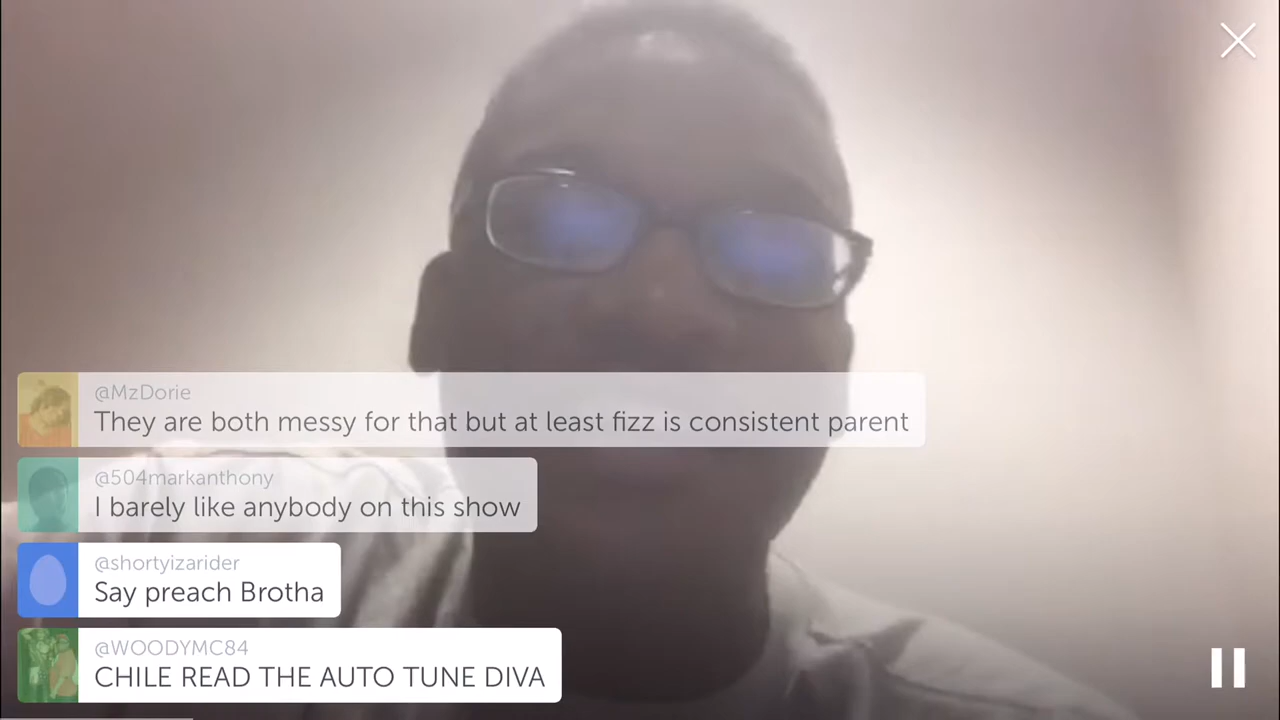 @MzDorie
They are both messy for that but at least fizz is consistent parent
@504markanthony
I barely like anybody on this show
@shortyizarider
Say preach Brotha
@WOODYMC84
CHILE READ THE AUTO TUNE DIVA